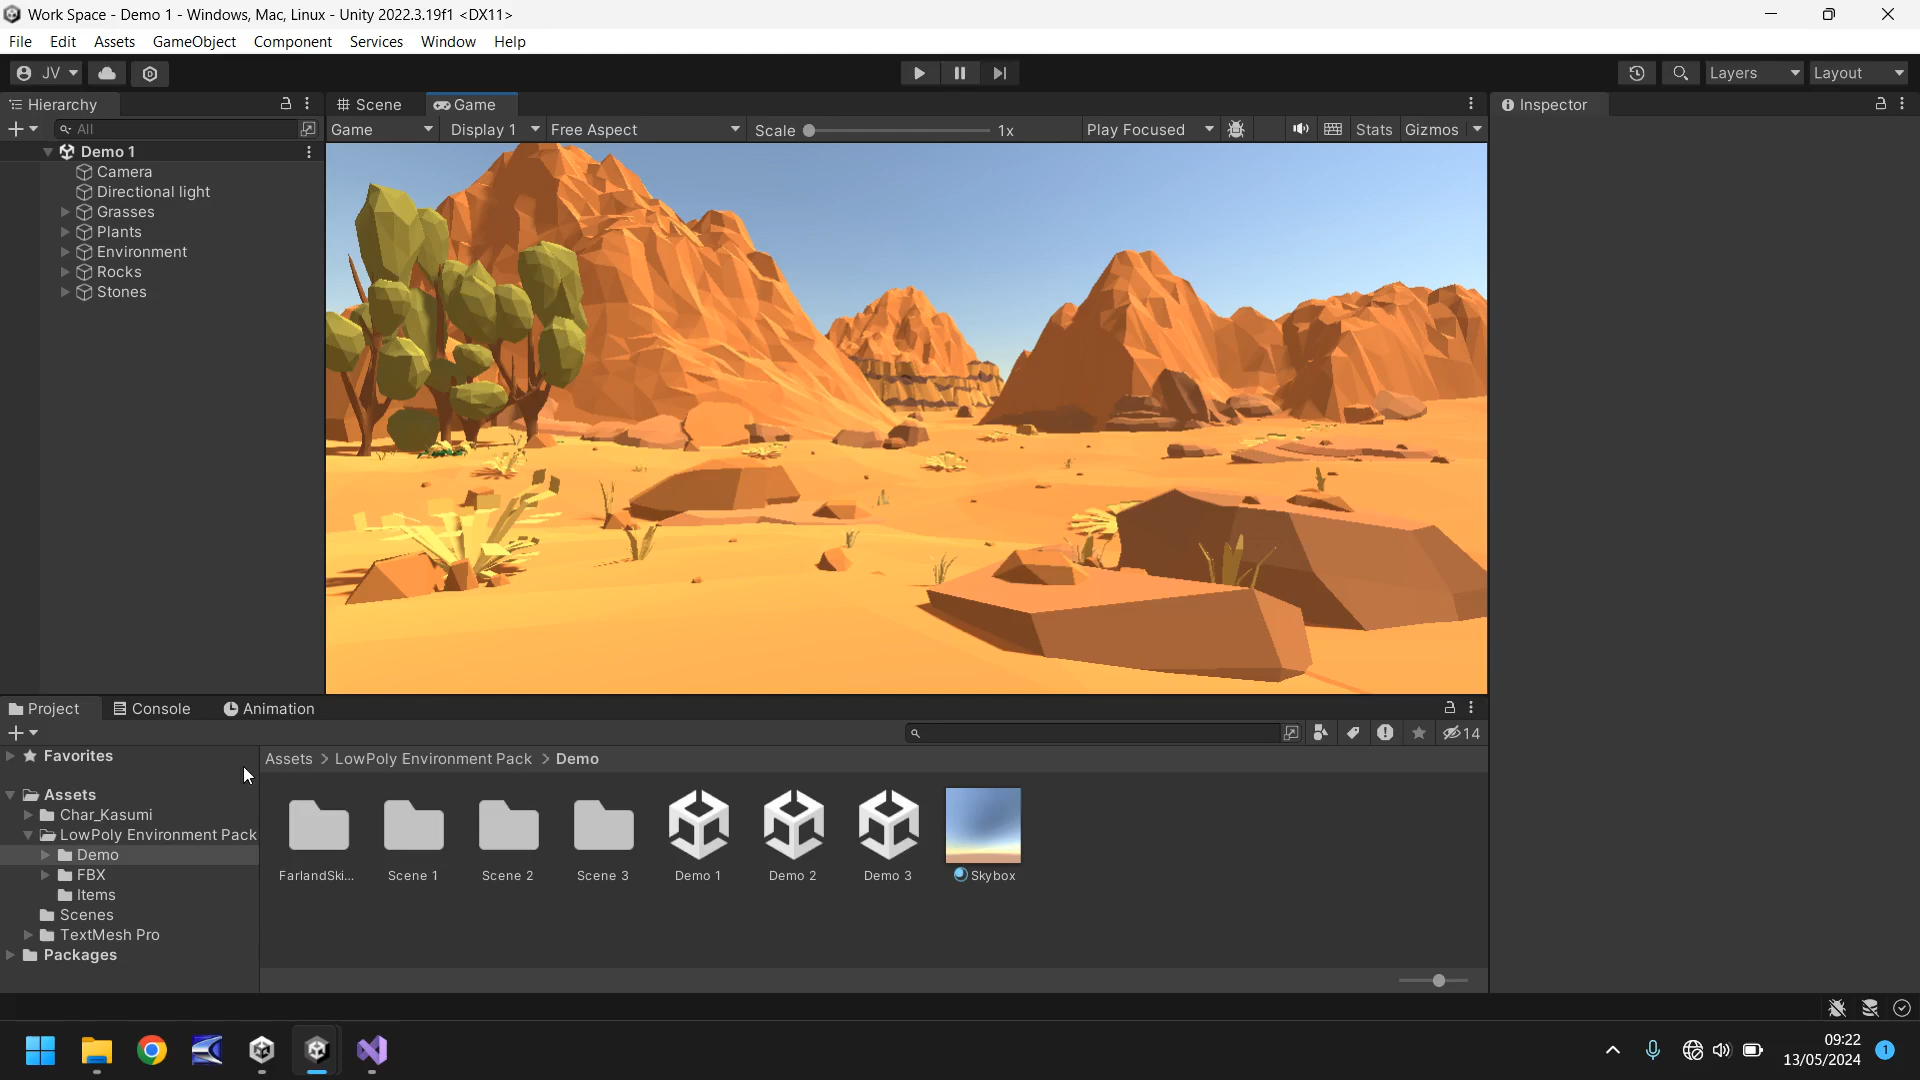 Work Space - Demo 1 - Windows, Mac, Linux - Unity 2022.3.19f1 <DX11>
File Edit Assets GameObject Component Services Window Help
JV Layers Layout
Hierarchy Scene Game Inspector
All Game Display 1 Free Aspect Scale 1x Play Focused Stats Gizmos
Demo 1
Camera
Directional light
Grasses
Plants
Environment
Rocks
Stones
Project Console Animation
14
Favorites
Assets > LowPoly Environment Pack > Demo
Assets
Char_Kasumi
LowPoly Environment Pack
Demo
FBX
Items
Scenes
TextMesh Pro
Packages
FarlandSki... Scene 1 Scene 2 Scene 3 Demo 1 Demo 2 Demo 3 Skybox
09:22
13/05/2024
1